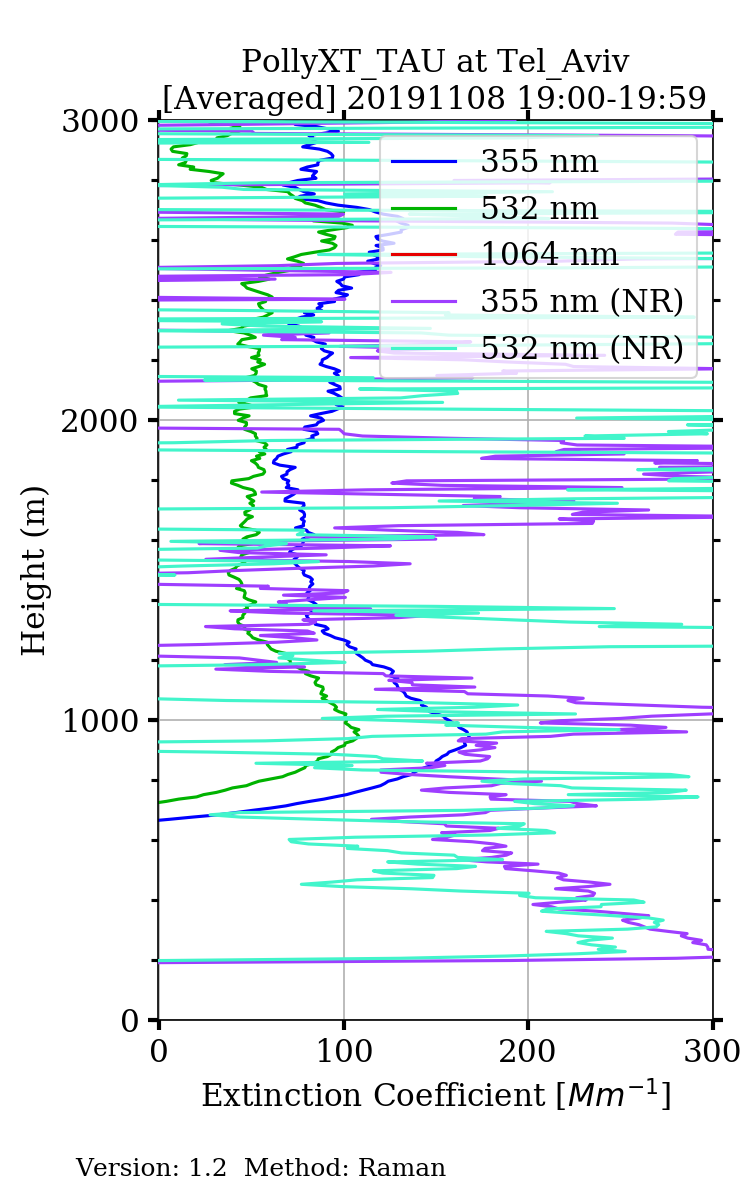 PollyXT_TAU at Tel_Aviv
[Averaged] 20191108 19:00-19:59
3000
355 nm
532 nm
1064 nm
355 nm (NR)
532 nm (NR)
2000
Height (m)
1000
0
0 100 200 300
Extinction Coefficient [Mm⁻¹]
Version: 1.2 Method: Raman